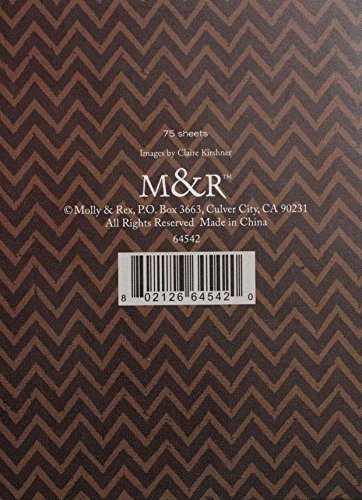 75 sheets
Images by Claire Kirshner
M&R™
©Molly & Rex, P.O. Box 3663, Culver City, CA 90231
All Rights Reserved Made in China
64542
8 02126 64542 0